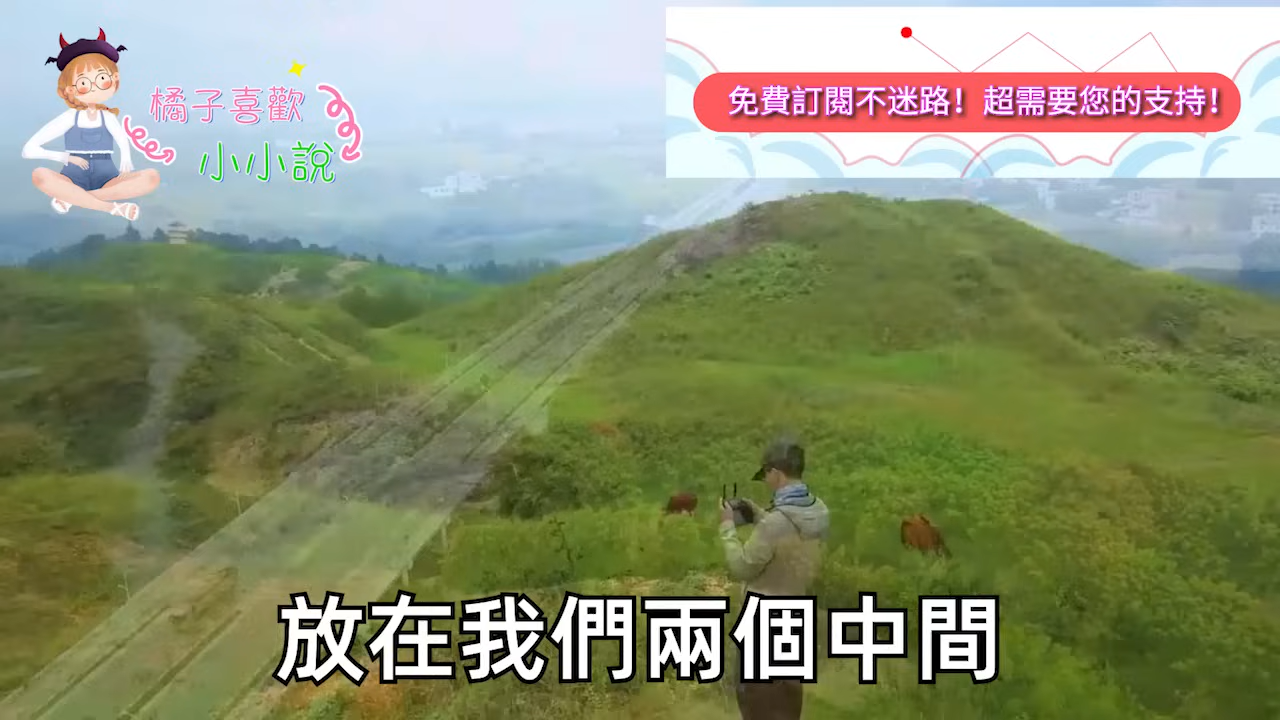 橘子喜歡
小小說
免費訂閱不迷路！超需要您的支持！
放在我們兩個中間